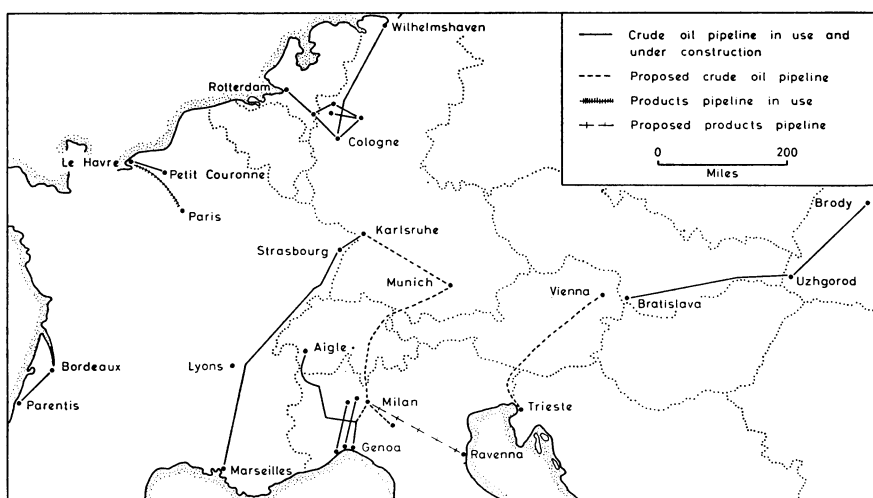 Crude oil pipeline in use and
under construction
Proposed crude oil pipeline
Products pipeline in use
Proposed products pipeline
0 200
Miles
Wilhelmshaven
Rotterdam
Cologne
Le Havre
Petit Couronne
Paris
Brody
Karlsruhe
Strasbourg
Munich
Vienna
Uzhgorod
Bratislava
Aigle
Lyons
Bordeaux
Parentis
Milan
Trieste
Genoa
Ravenna
Marseilles